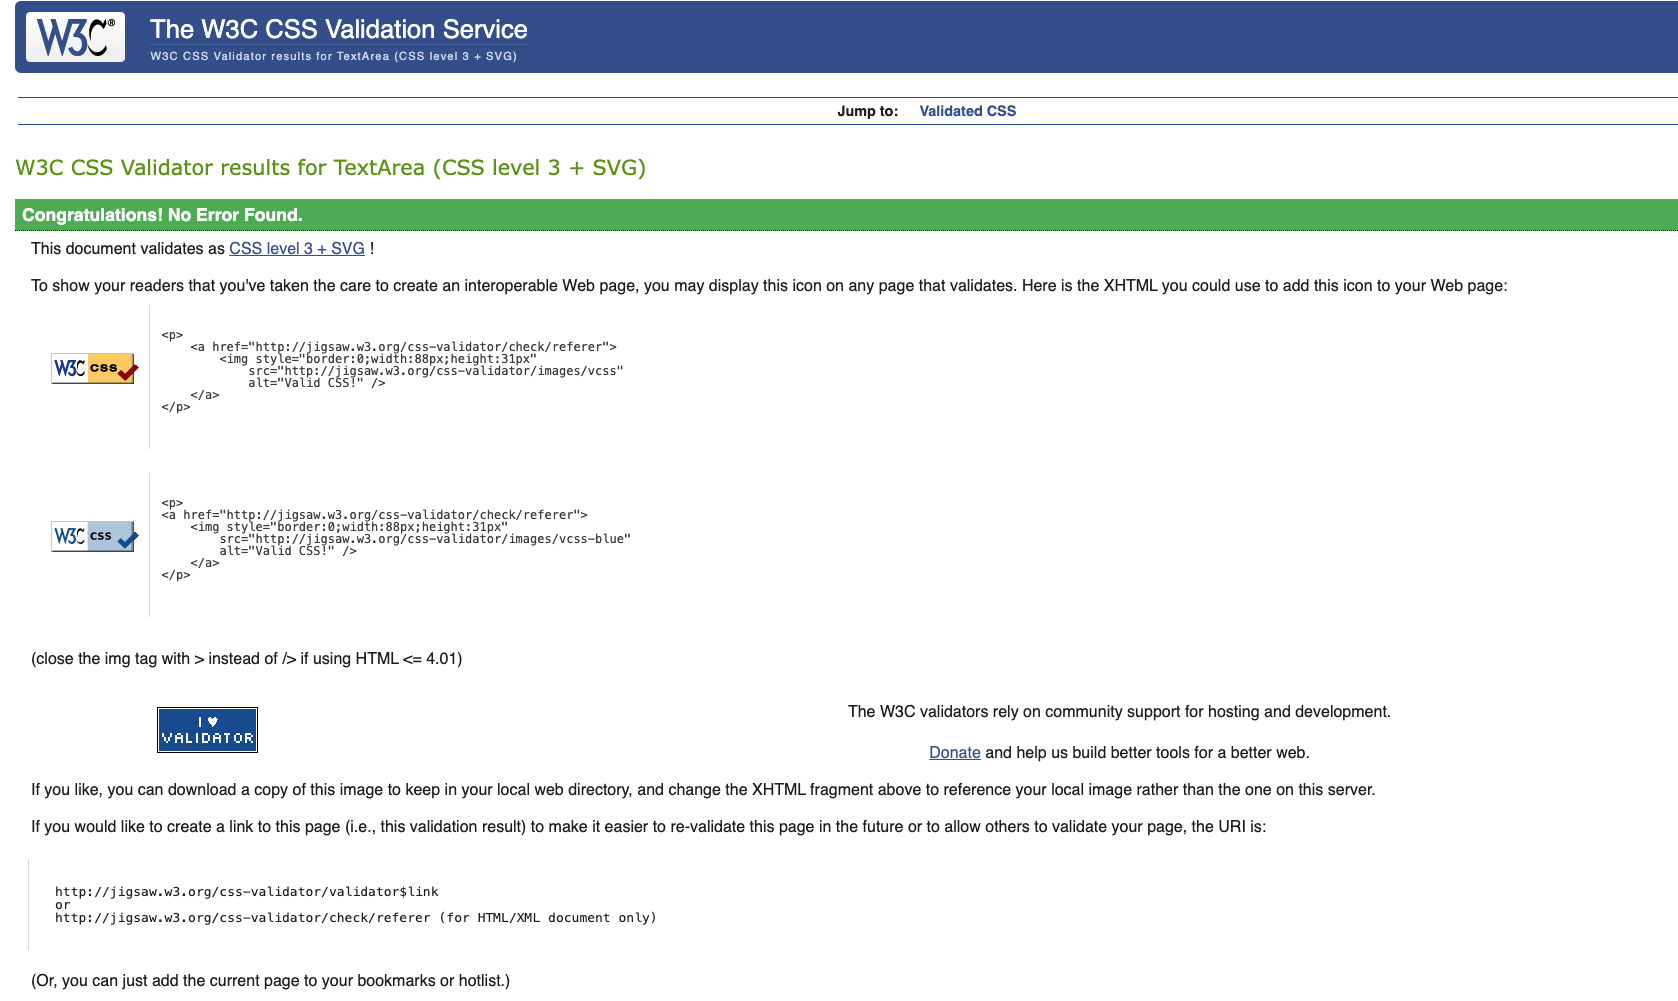 W3C®
The W3C CSS Validation Service
W3C CSS Validator results for TextArea (CSS level 3 + SVG)
Jump to: Validated CSS
W3C CSS Validator results for TextArea (CSS level 3 + SVG)
Congratulations! No Error Found.
This document validates as CSS level 3 + SVG !
To show your readers that you've taken the care to create an interoperable Web page, you may display this icon on any page that validates. Here is the XHTML you could use to add this icon to your Web page:
W3C css
<p>
    <a href="http://jigsaw.w3.org/css-validator/check/referer">
        <img style="border:0;width:88px;height:31px"
            src="http://jigsaw.w3.org/css-validator/images/vcss"
            alt="Valid CSS!" />
    </a>
</p>
W3C css
<p>
<a href="http://jigsaw.w3.org/css-validator/check/referer">
    <img style="border:0;width:88px;height:31px"
        src="http://jigsaw.w3.org/css-validator/images/vcss-blue"
        alt="Valid CSS!" />
    </a>
</p>
(close the img tag with > instead of /> if using HTML <= 4.01)
I ♥
VALIDATOR
The W3C validators rely on community support for hosting and development.
Donate and help us build better tools for a better web.
If you like, you can download a copy of this image to keep in your local web directory, and change the XHTML fragment above to reference your local image rather than the one on this server.
If you would like to create a link to this page (i.e., this validation result) to make it easier to re-validate this page in the future or to allow others to validate your page, the URI is:
http://jigsaw.w3.org/css-validator/validator$link
or
http://jigsaw.w3.org/css-validator/check/referer (for HTML/XML document only)
(Or, you can just add the current page to your bookmarks or hotlist.)